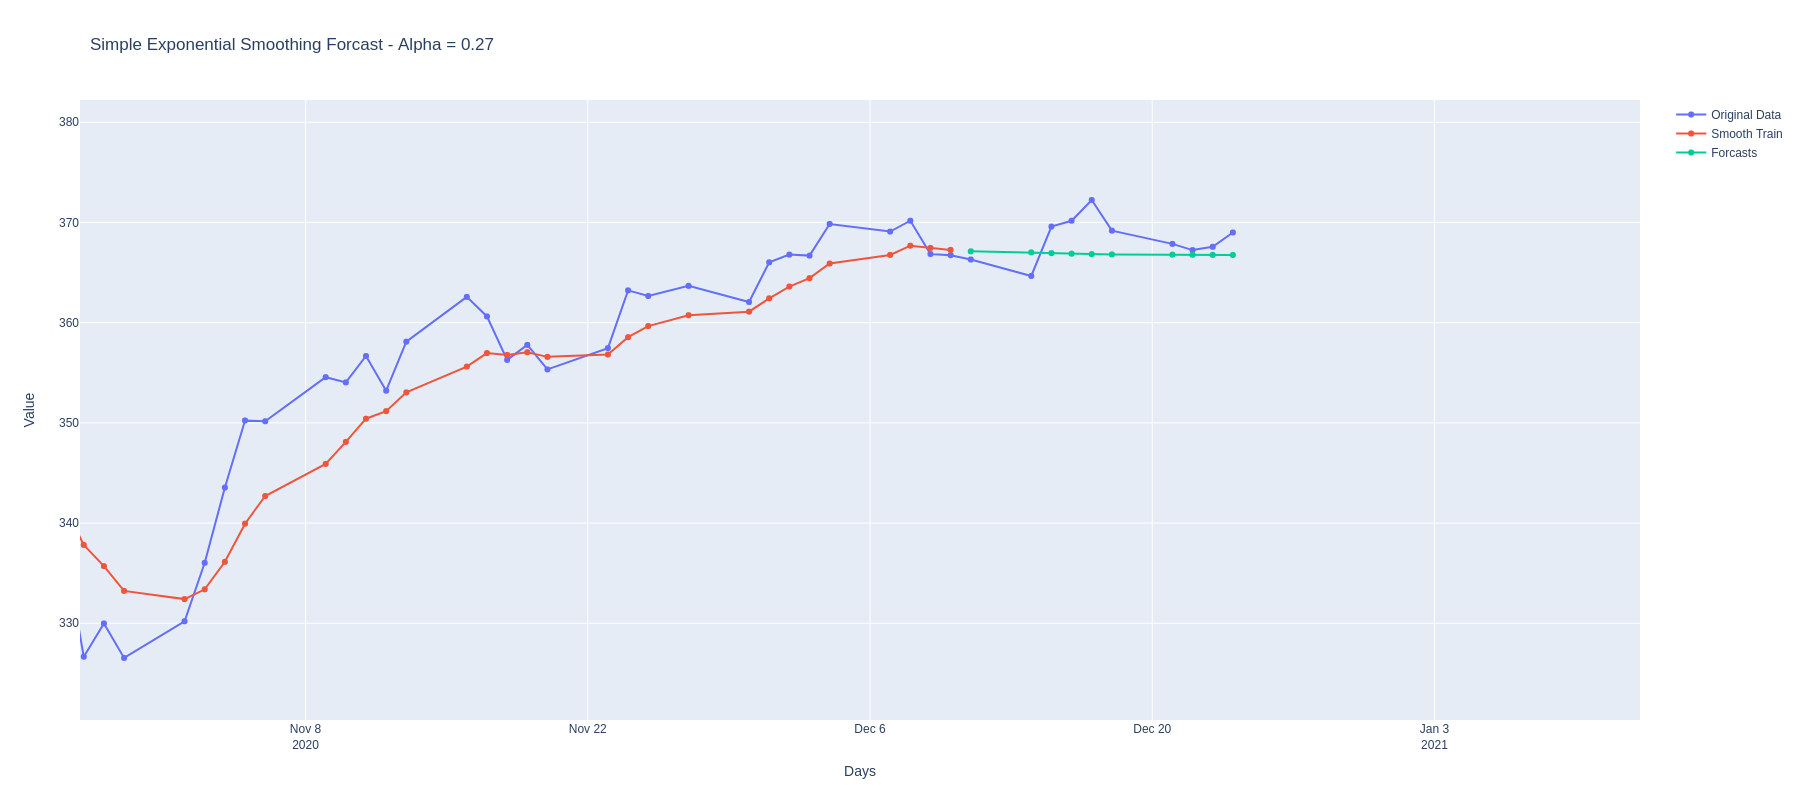 Simple Exponential Smoothing Forcast - Alpha = 0.27
Original Data
Smooth Train
Forcasts
380
370
360
350
340
330
Value
Nov 8
2020
Nov 22
Dec 6
Dec 20
Jan 3
2021
Days